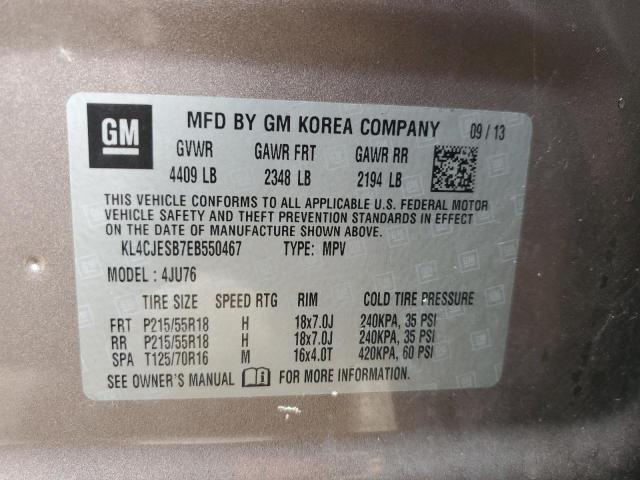 GM MFD BY GM KOREA COMPANY 09 / 13
GVWR GAWR FRT GAWR RR
4409 LB 2348 LB 2194 LB
THIS VEHICLE CONFORMS TO ALL APPLICABLE U.S. FEDERAL MOTOR
VEHICLE SAFETY AND THEFT PREVENTION STANDARDS IN EFFECT
ON THE DATE OF MANUFACTURE SHOWN ABOVE.
KL4CJESB7EB550467 TYPE: MPV
MODEL : 4JU76
TIRE SIZE SPEED RTG RIM COLD TIRE PRESSURE
FRT P215/55R18 H 18x7.0J 240KPA, 35 PSI
RR P215/55R18 H 18x7.0J 240KPA, 35 PSI
SPA T125/70R16 M 16x4.0T 420KPA, 60 PSI
SEE OWNER'S MANUAL FOR MORE INFORMATION.